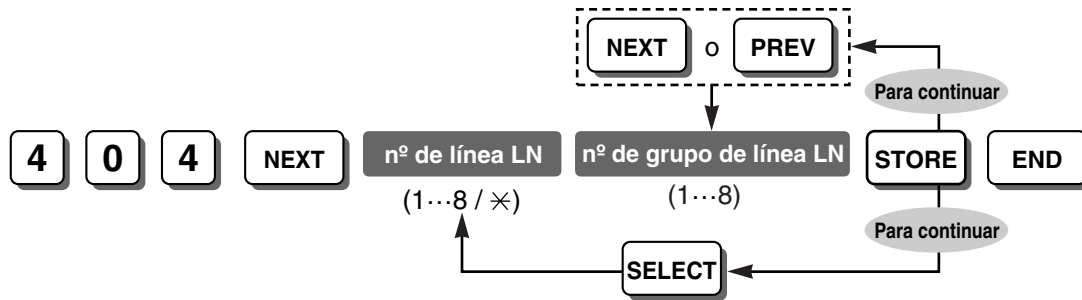 NEXT o PREV
Para continuar
4 0 4 NEXT nº de línea LN nº de grupo de línea LN STORE END
(1···8 / ✳) (1···8)
Para continuar
SELECT